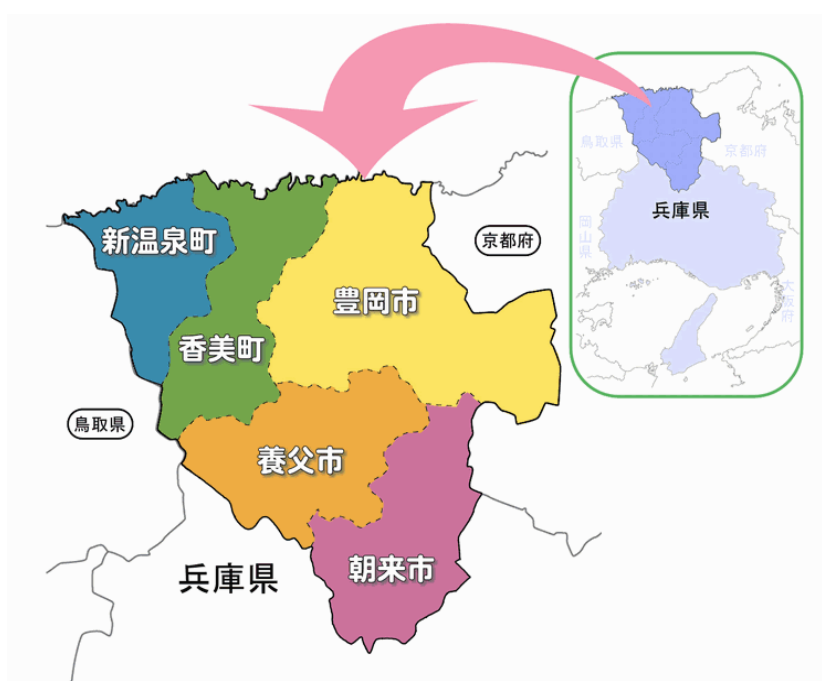 鳥取県
京都府
兵庫県
岡山県
大阪府
京都府
新温泉町
豊岡市
香美町
鳥取県
養父市
朝来市
兵庫県